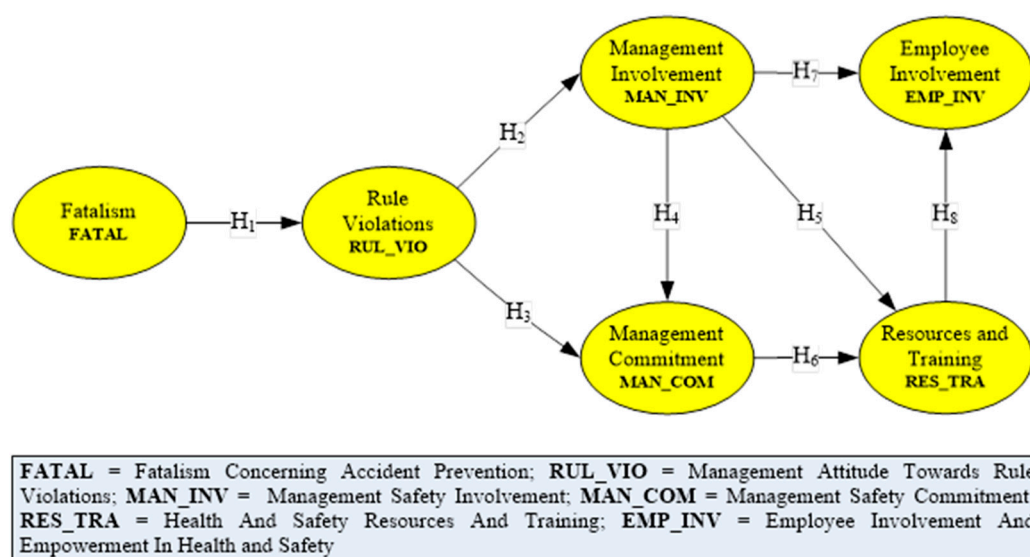 Management
Involvement
MAN_INV
H7
Employee
Involvement
EMP_INV
H2
Fatalism
FATAL
H1
Rule
Violations
RUL_VIO
H4
H5
H8
H3
Management
Commitment
MAN_COM
H6
Resources and
Training
RES_TRA
FATAL = Fatalism Concerning Accident Prevention; RUL_VIO = Management Attitude Towards Rule
Violations; MAN_INV = Management Safety Involvement; MAN_COM = Management Safety Commitment
RES_TRA = Health And Safety Resources And Training; EMP_INV = Employee Involvement And
Empowerment In Health and Safety